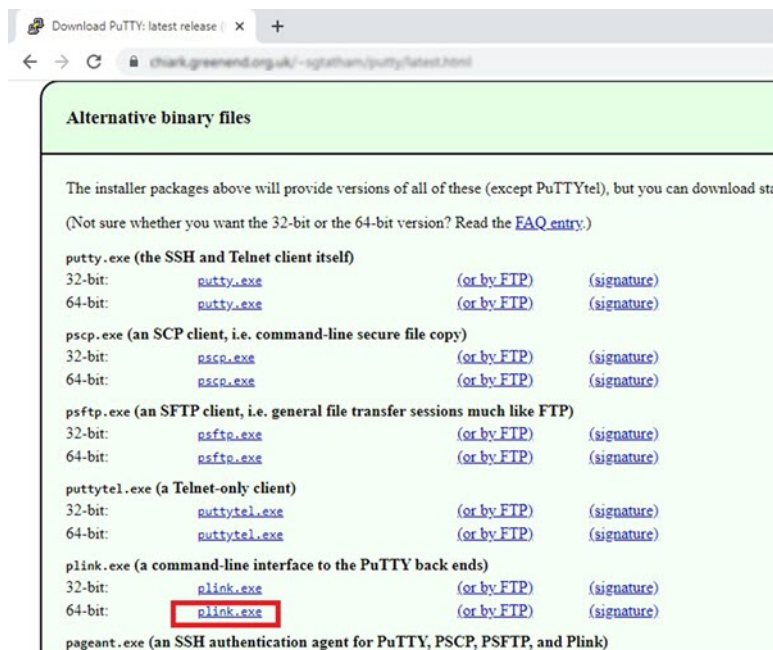 Download PuTTY: latest release (
chiark.greenend.org.uk/~sgtatham/putty/latest.html
Alternative binary files
The installer packages above will provide versions of all of these (except PuTTYtel), but you can download sta
(Not sure whether you want the 32-bit or the 64-bit version? Read the FAQ entry.)
putty.exe (the SSH and Telnet client itself)
32-bit: putty.exe (or by FTP) (signature)
64-bit: putty.exe (or by FTP) (signature)
pscp.exe (an SCP client, i.e. command-line secure file copy)
32-bit: pscp.exe (or by FTP) (signature)
64-bit: pscp.exe (or by FTP) (signature)
psftp.exe (an SFTP client, i.e. general file transfer sessions much like FTP)
32-bit: psftp.exe (or by FTP) (signature)
64-bit: psftp.exe (or by FTP) (signature)
puttytel.exe (a Telnet-only client)
32-bit: puttytel.exe (or by FTP) (signature)
64-bit: puttytel.exe (or by FTP) (signature)
plink.exe (a command-line interface to the PuTTY back ends)
32-bit: plink.exe (or by FTP) (signature)
64-bit: plink.exe (or by FTP) (signature)
pageant.exe (an SSH authentication agent for PuTTY, PSCP, PSFTP, and Plink)